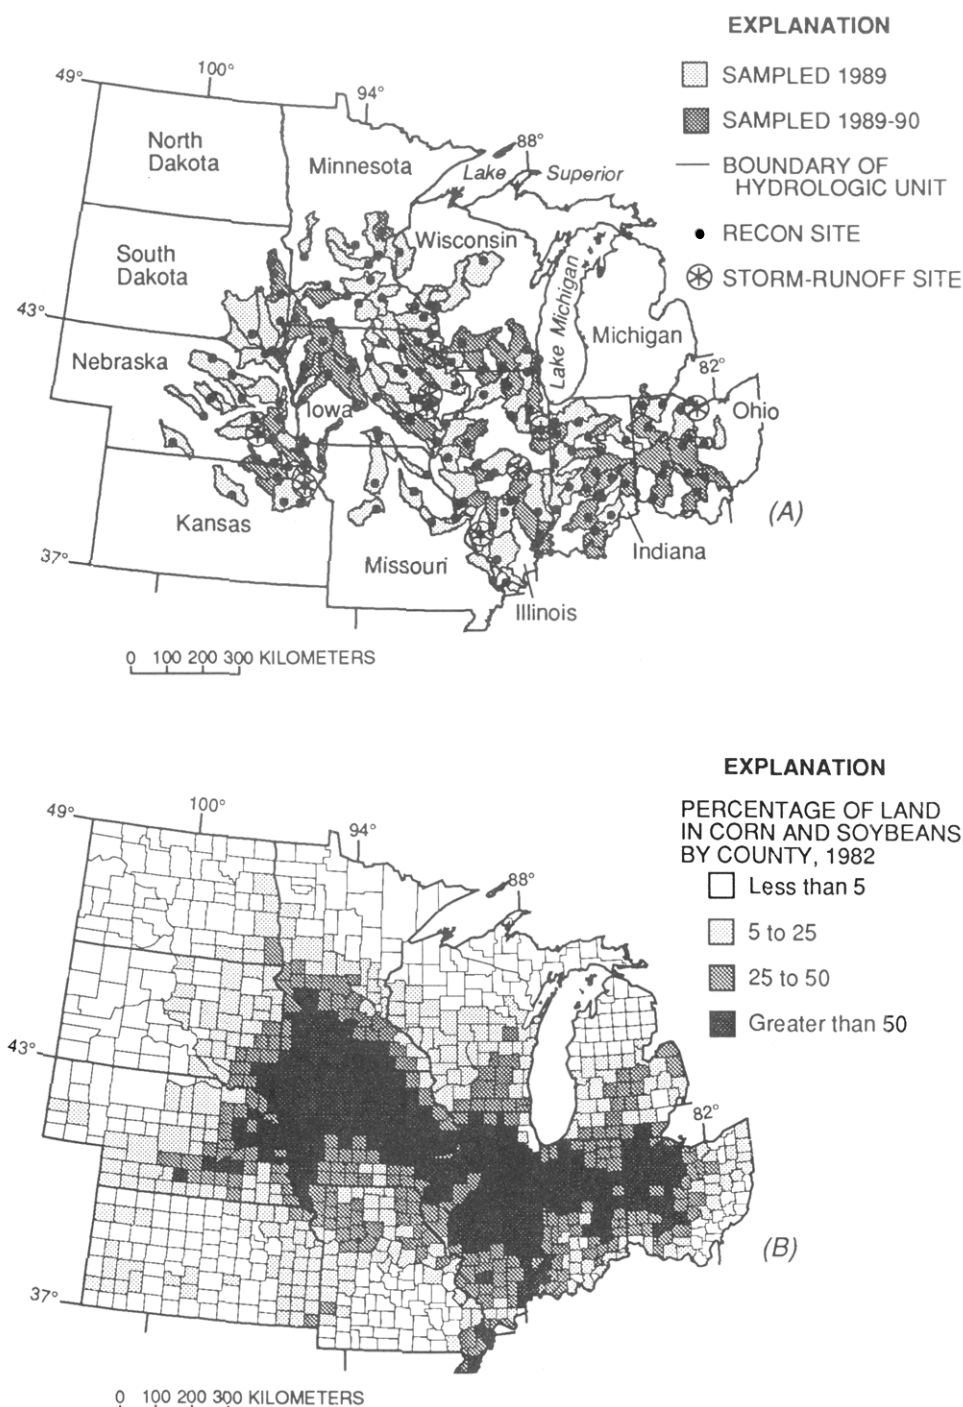 EXPLANATION
SAMPLED 1989
SAMPLED 1989-90
BOUNDARY OF
HYDROLOGIC UNIT
RECON SITE
STORM-RUNOFF SITE
49°
100°
94°
88°
North
Dakota
Minnesota
Lake Superior
South
Dakota
Wisconsin
43°
Lake Michigan
Michigan
Nebraska
82°
Iowa
Ohio
Kansas
(A)
Indiana
37°
Missouri
Illinois
0 100 200 300 KILOMETERS
EXPLANATION
PERCENTAGE OF LAND
IN CORN AND SOYBEANS
BY COUNTY, 1982
Less than 5
5 to 25
25 to 50
Greater than 50
49°
100°
94°
88°
43°
82°
(B)
37°
0 100 200 300 KILOMETERS